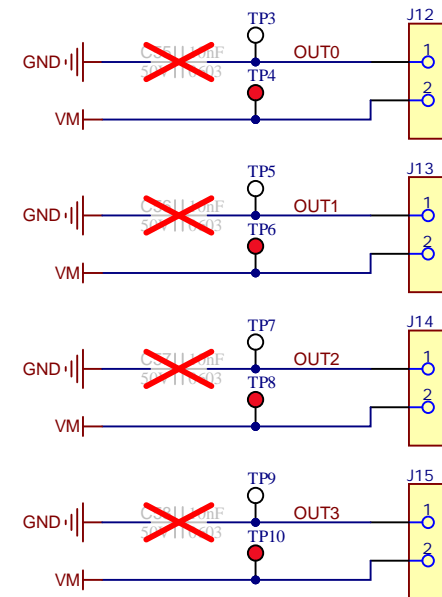 TP3
J12
GND
OUT0
1
TP4
2
VM
TP5
J13
GND
OUT1
1
TP6
2
VM
TP7
J14
GND
OUT2
1
TP8
2
VM
TP9
J15
GND
OUT3
1
TP10
2
VM